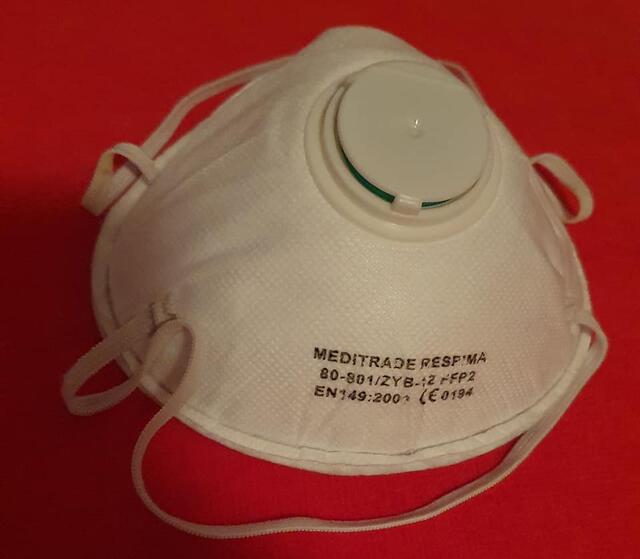 MEDITRADE RESPIMA
80-801/ZYB-12 FFP2
EN149:2001 CE 0194